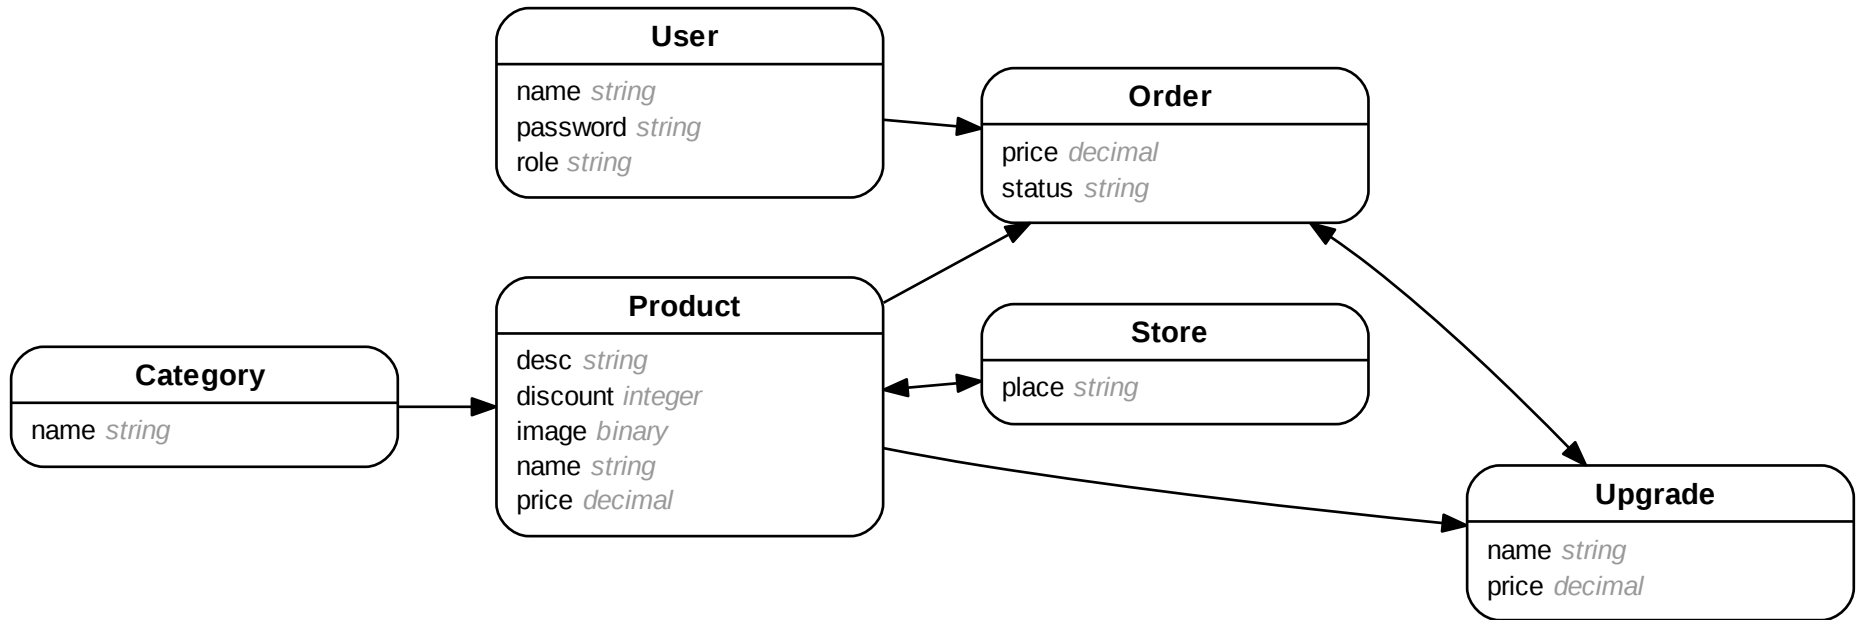 User
name string
password string
role string
Order
price decimal
status string
Product
desc string
discount integer
image binary
name string
price decimal
Store
place string
Category
name string
Upgrade
name string
price decimal